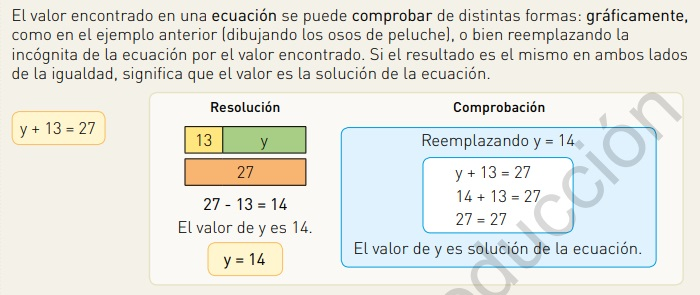 El valor encontrado en una ecuación se puede comprobar de distintas formas: gráficamente,
como en el ejemplo anterior (dibujando los osos de peluche), o bien reemplazando la
incógnita de la ecuación por el valor encontrado. Si el resultado es el mismo en ambos lados
de la igualdad, significa que el valor es la solución de la ecuación.
y + 13 = 27
Resolución
13 y
27
27 - 13 = 14
El valor de y es 14.
y = 14
Comprobación
Reemplazando y = 14
y + 13 = 27
14 + 13 = 27
27 = 27
El valor de y es solución de la ecuación.